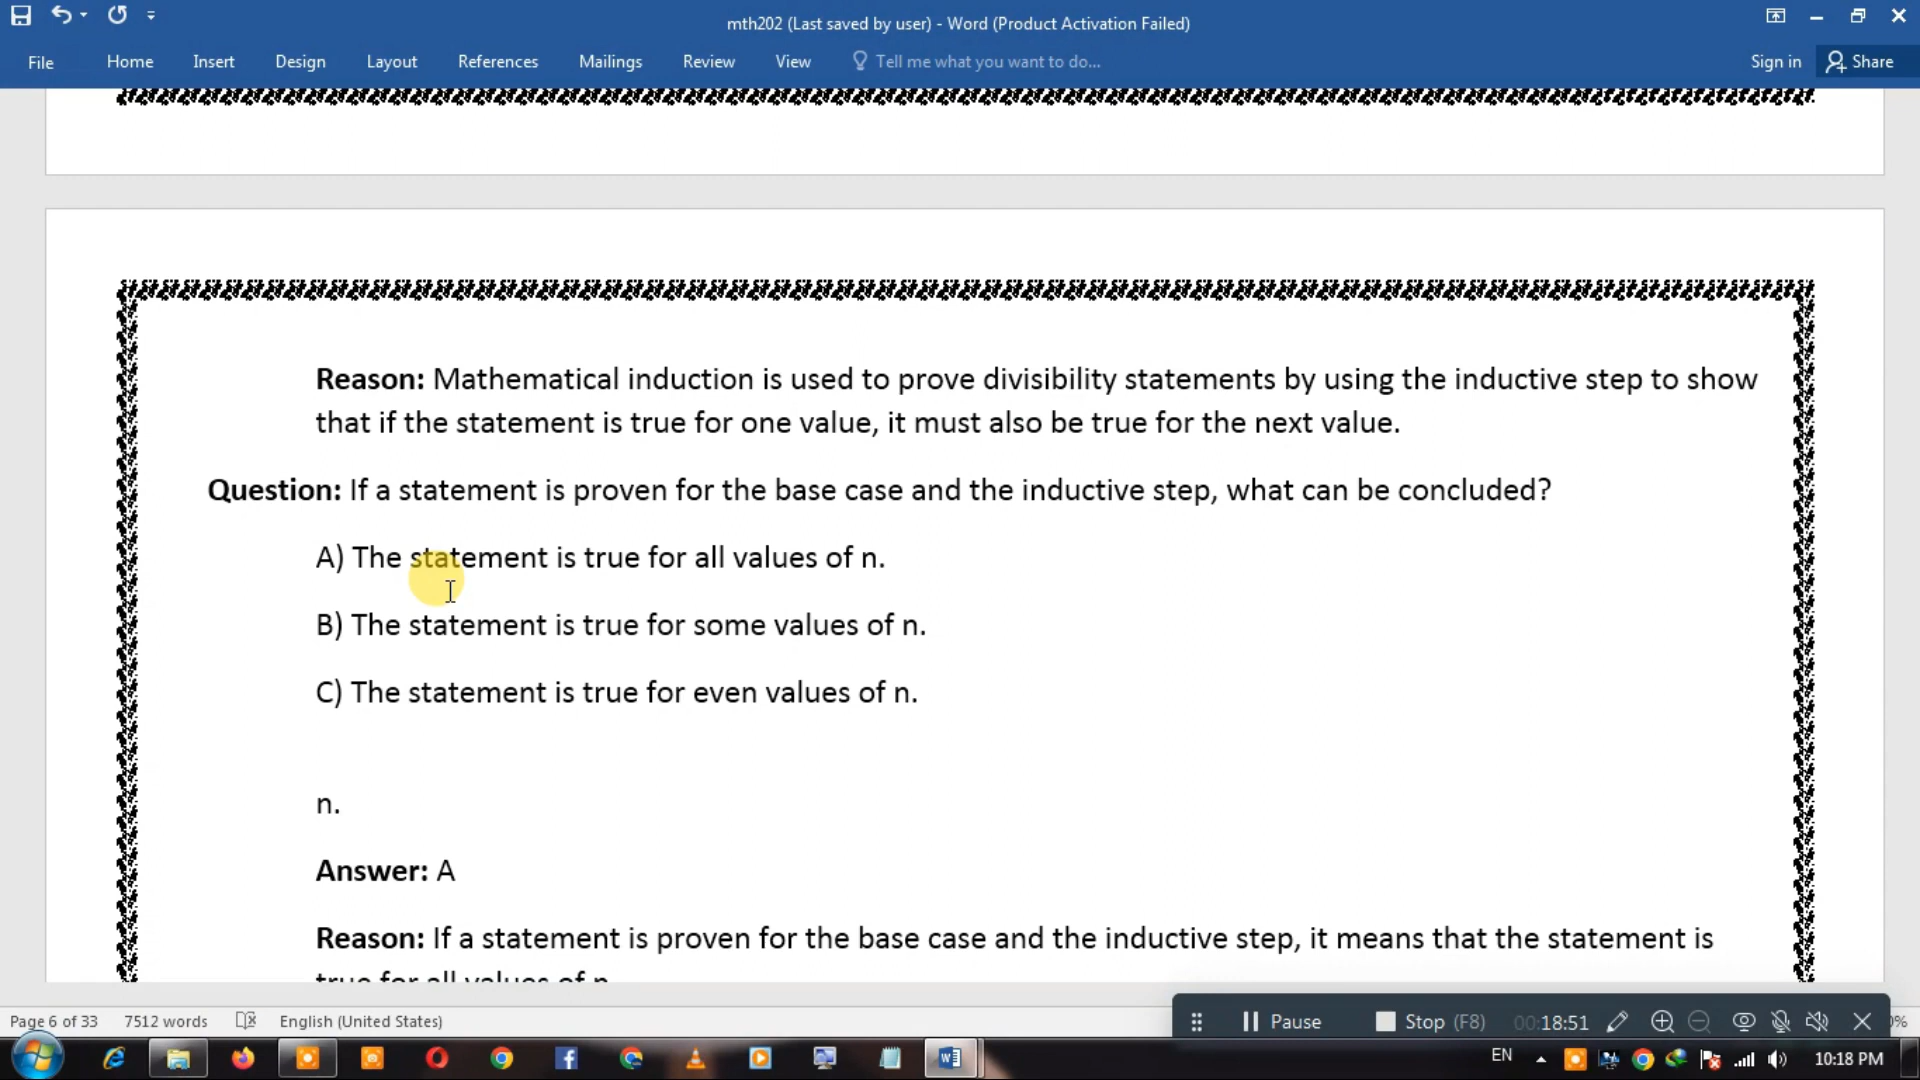 mth202 (Last saved by user) - Word (Product Activation Failed)
File Home Insert Design Layout References Mailings Review View Tell me what you want to do... Sign in Share
Reason: Mathematical induction is used to prove divisibility statements by using the inductive step to show
that if the statement is true for one value, it must also be true for the next value.
Question: If a statement is proven for the base case and the inductive step, what can be concluded?
A) The statement is true for all values of n.
B) The statement is true for some values of n.
C) The statement is true for even values of n.
n.
Answer: A
Reason: If a statement is proven for the base case and the inductive step, it means that the statement is
true for all values of n
Page 6 of 33 7512 words English (United States) Pause Stop (F8) 00:18:51 0%
EN 10:18 PM